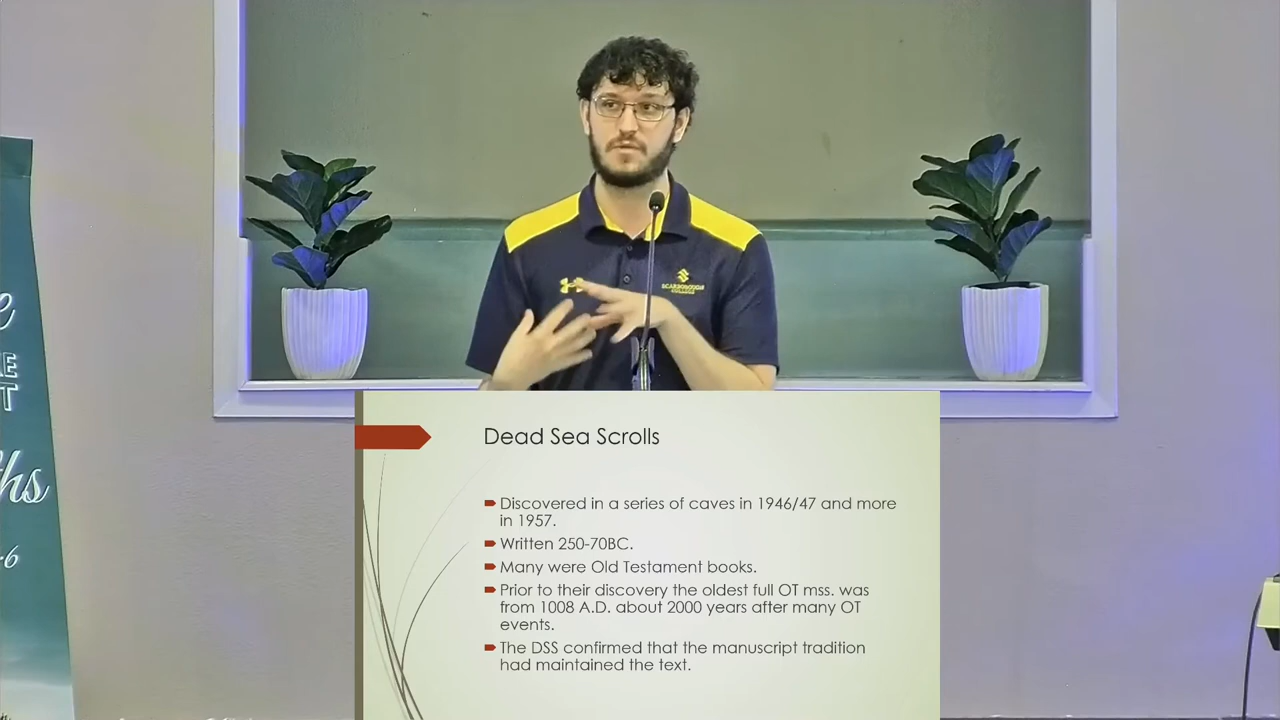 SCARBOROUGH
COLLEGE
Dead Sea Scrolls
Discovered in a series of caves in 1946/47 and more
in 1957.
Written 250-70BC.
Many were Old Testament books.
Prior to their discovery the oldest full OT mss. was
from 1008 A.D. about 2000 years after many OT
events.
The DSS confirmed that the manuscript tradition
had maintained the text.